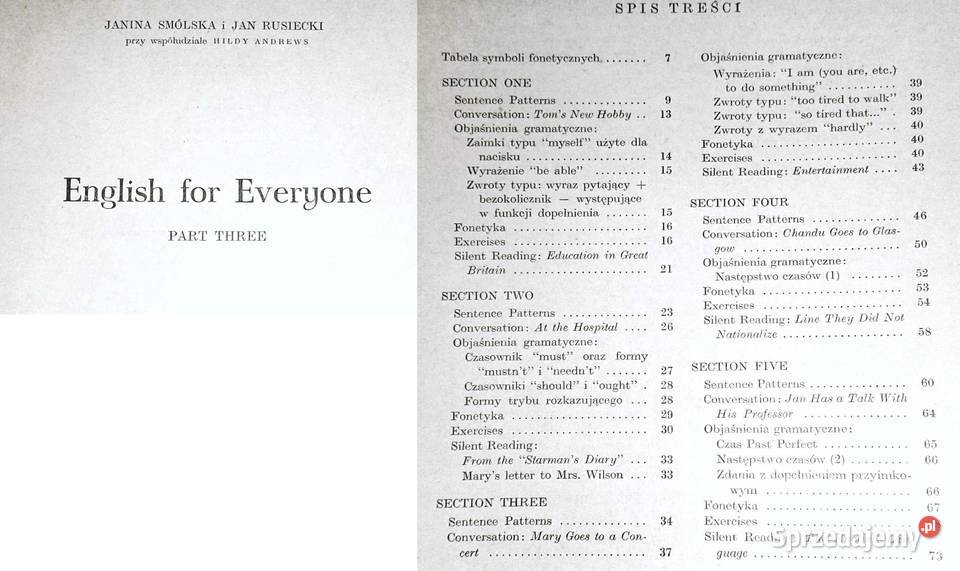 JANINA SMÓLSKA i JAN RUSIECKI
przy współudziale HILDY ANDREWS
English for Everyone
PART THREE
SPIS TREŚCI
Tabela symboli fonetycznych ....... 7
SECTION ONE
Sentence Patterns ............. 9
Conversation: Tom's New Hobby .. 13
Objaśnienia gramatyczne:
Zaimki typu "myself" użyte dla
nacisku .................. 14
Wyrażenie "be able" ......... 15
Zwroty typu: wyraz pytający +
bezokolicznik — występujące
w funkcji dopełnienia ....... 15
Fonetyka .................... 16
Exercises .................... 16
Silent Reading: Education in Great
Britain .................... 21
SECTION TWO
Sentence Patterns ............. 23
Conversation: At the Hospital .... 26
Objaśnienia gramatyczne:
Czasownik "must" oraz formy
"mustn't" i "needn't" ....... 27
Czasowniki "should" i "ought" . 28
Formy trybu rozkazującego ... 28
Fonetyka .................... 29
Exercises .................... 30
Silent Reading:
From the "Starman's Diary" ... 33
Mary's letter to Mrs. Wilson ... 33
SECTION THREE
Sentence Patterns ............. 34
Conversation: Mary Goes to a Con-
cert ...................... 37
Objaśnienia gramatyczne:
Wyrażenia: "I am (you are, etc.)
to do something" ........... 39
Zwroty typu: "too tired to walk" 39
Zwroty typu: "so tired that..." . 39
Zwroty z wyrazem "hardly" ... 40
Fonetyka .................... 40
Exercises .................... 40
Silent Reading: Entertainment .... 43
SECTION FOUR
Sentence Patterns ............. 46
Conversation: Chandu Goes to Glas-
gow ...................... 50
Objaśnienia gramatyczne:
Następstwo czasów (1) ........ 52
Fonetyka .................... 53
Exercises .................... 54
Silent Reading: Line They Did Not
Nationalize .................. 58
SECTION FIVE
Sentence Patterns ............. 60
Conversation: Jan Has a Talk With
His Professor ............... 64
Objaśnienia gramatyczne:
Czas Past Perfect ............ 65
Następstwo czasów (2) ......... 66
Zdania z dopełnieniem przyimko-
wym ..................... 66
Fonetyka .................... 67
Exercises
Silent
guage ..................... 73
Sprzedajemy .pl